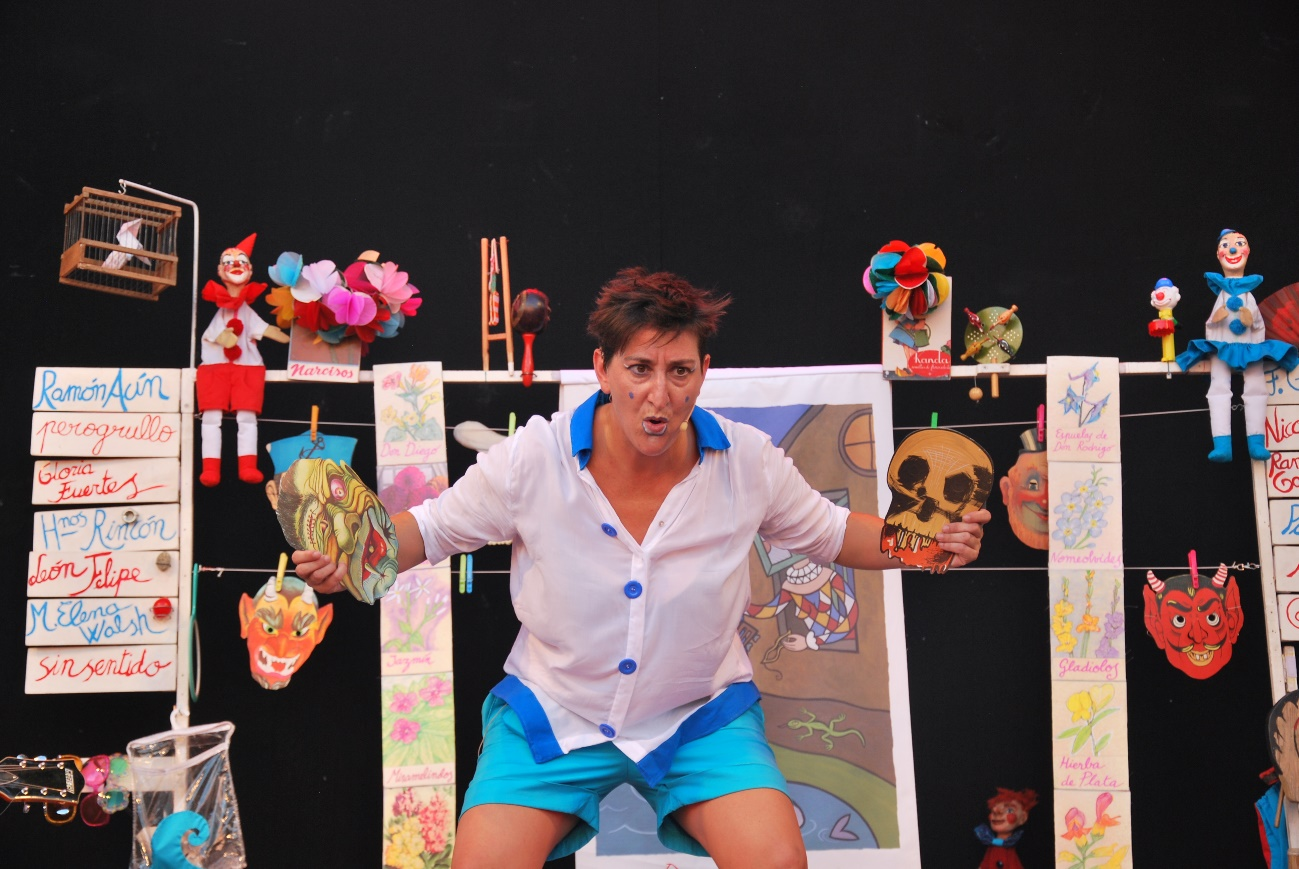 Ramón Acín
perogrullo
Gloria
Fuertes
Hnos Rincón
León Felipe
M. Elena
Walsh
sin sentido
Narcisos
Don Diego
Jazmín
Miramelindos
kanda
Espuela de
Don Rodrigo
Nomeolvides
Gladiolos
Hierba
de Plata